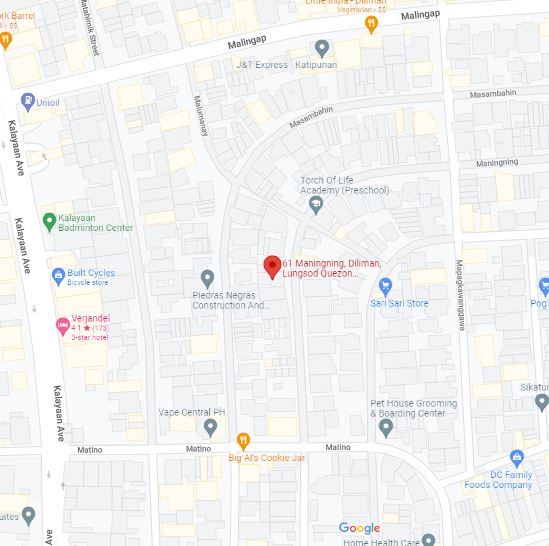 rk Barrel
Matahimik Street
Little India - Diliman
Vegetarian • $$
Malingap
Malingap
J&T Express - Katipunan
Unioil
Malumanay
Masambahin
Masambahin
Kalayaan Ave
Maningning
Torch Of Life
Academy (Preschool)
Kalayaan
Badminton Center
Kalayaan Ave
61 Maningning, Diliman,
Lungsod Quezon...
Built Cycles
Bicycle store
Mapagkawanggawa
Piedras Negras
Construction And...
Sari Sari Store
Pog's
Verjandel
4.1 ★ (173)
3-star hotel
Kalayaan Ave
Vape Central PH
Pet House Grooming
& Boarding Center
Sikatun
Matino
Matino
Matino
Big Al's Cookie Jar
DC Family
Foods Company
uites
Google
Home Health Care
Ave